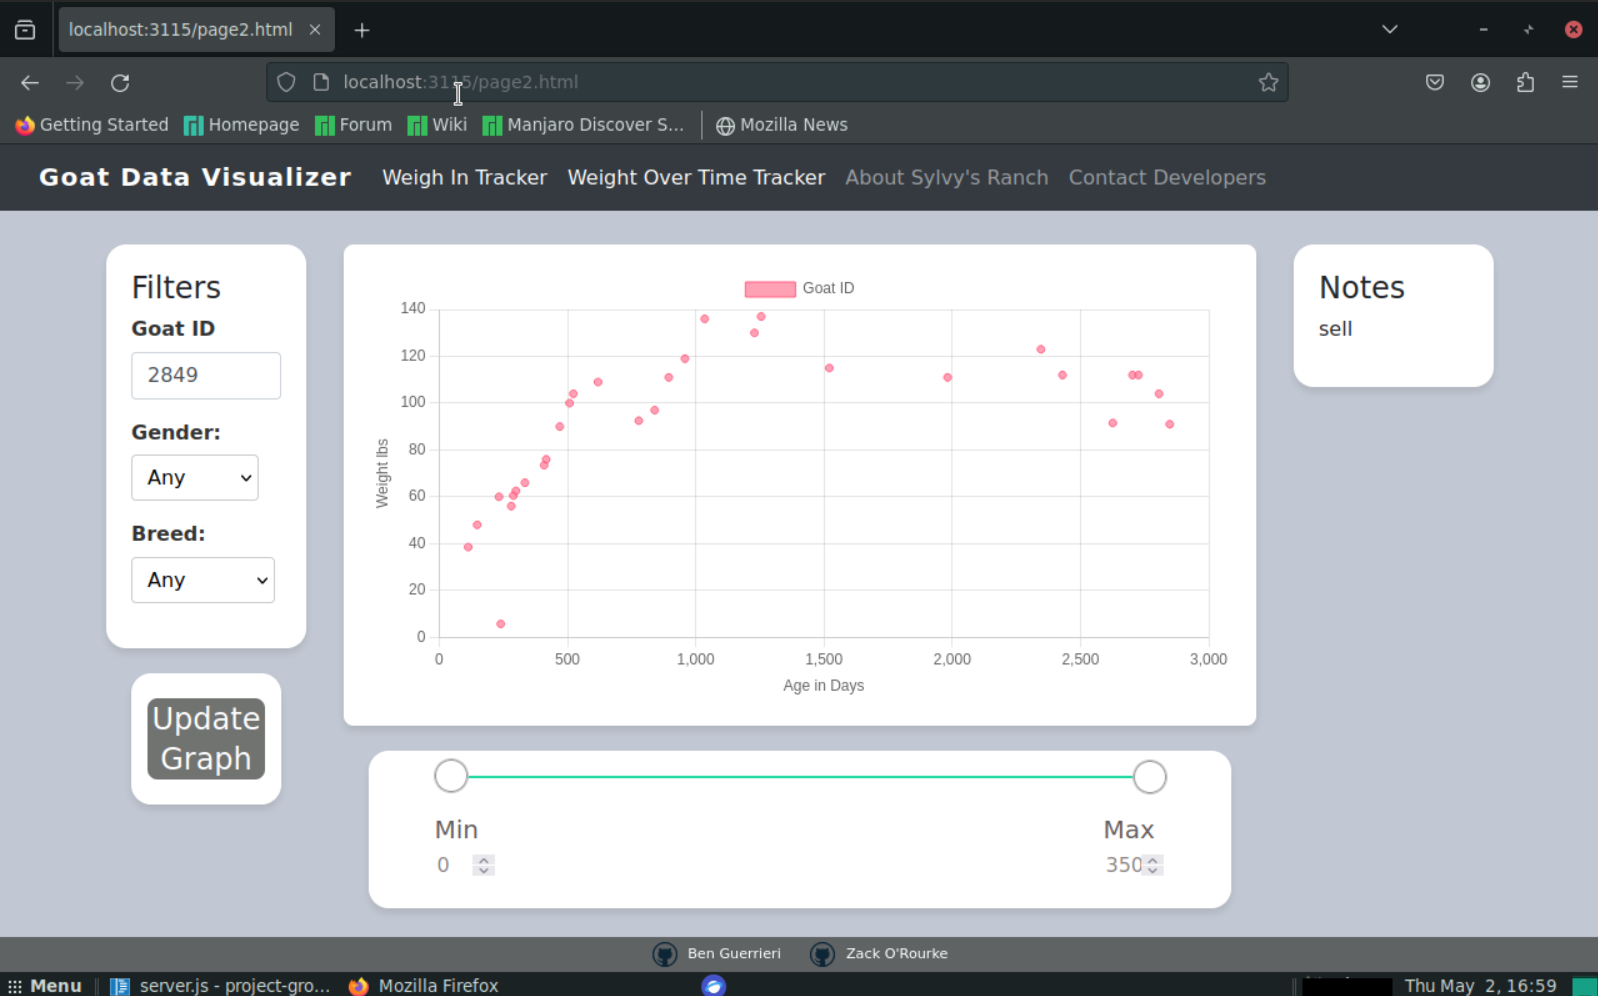 localhost:3115/page2.html
localhost:3115/page2.html
Getting Started Homepage Forum Wiki Manjaro Discover S... Mozilla News
Goat Data Visualizer Weigh In Tracker Weight Over Time Tracker About Sylvy's Ranch Contact Developers
Filters
Goat ID
2849
Gender:
Any
Breed:
Any
Update
Graph
Goat ID
140
120
100
80
60
40
20
0
Weight lbs
0 500 1,000 1,500 2,000 2,500 3,000
Age in Days
Min
0
Max
350
Notes
sell
Ben Guerrieri Zack O'Rourke
Menu server.js - project-gro... Mozilla Firefox Thu May 2, 16:59